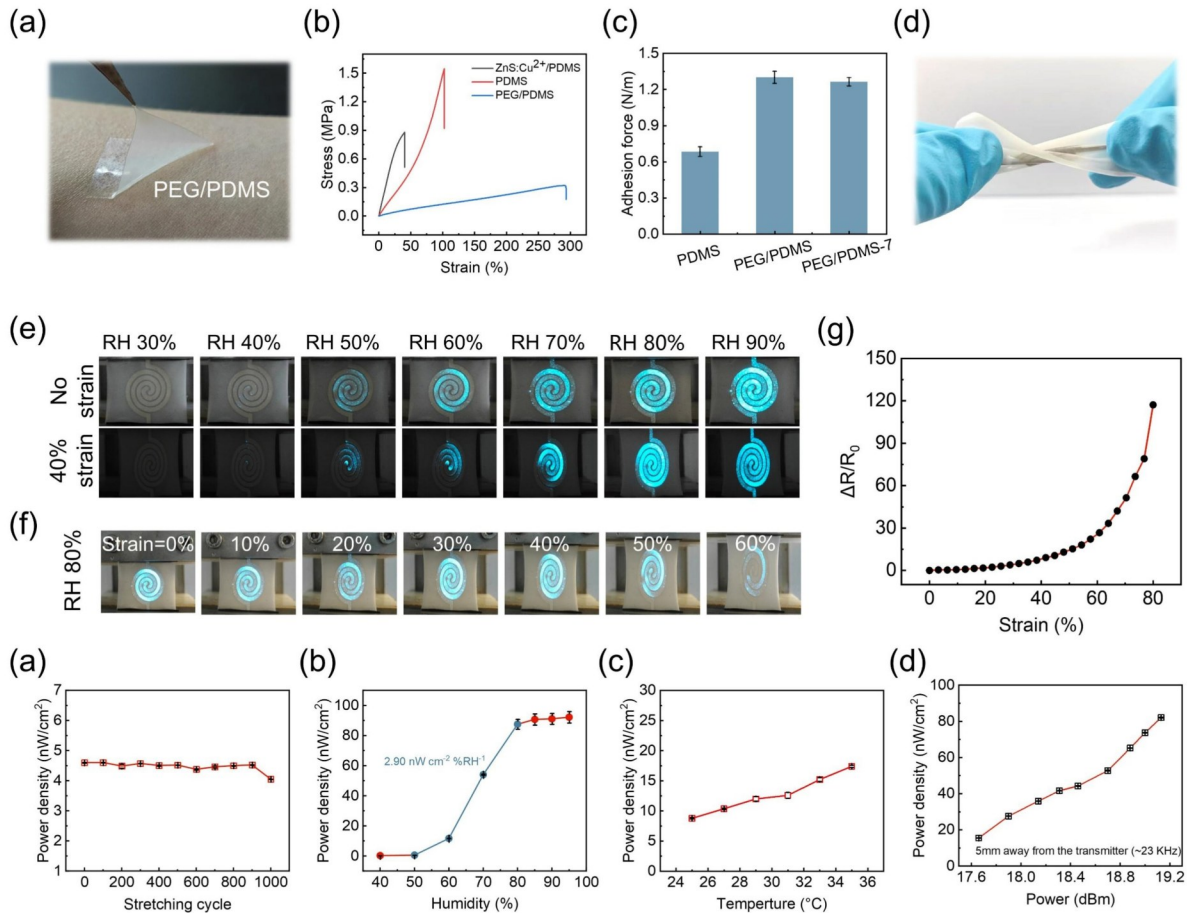 (a)
PEG/PDMS
(b)
Stress (MPa)
1.5
1.2
0.9
0.6
0.3
0.0
ZnS:Cu²⁺/PDMS
PDMS
PEG/PDMS
0 50 100 150 200 250 300
Strain (%)
(c)
Adhesion force (N/m)
1.5
1.2
0.9
0.6
0.3
0.0
PDMS
PEG/PDMS
PEG/PDMS-7
(d)
(e)
RH 30% RH 40% RH 50% RH 60% RH 70% RH 80% RH 90%
No
strain
40%
strain
(f)
RH 80%
Strain=0% 10% 20% 30% 40% 50% 60%
(g)
ΔR/R₀
150
120
90
60
30
0
0 20 40 60 80
Strain (%)
(a)
Power density (nW/cm²)
7
6
5
4
3
2
1
0 200 400 600 800 1000
Stretching cycle
(b)
Power density (nW/cm²)
100
80
60
40
20
0
2.90 nW cm⁻² %RH⁻¹
40 50 60 70 80 90 100
Humidity (%)
(c)
Power density (nW/cm²)
30
25
20
15
10
5
0
24 26 28 30 32 34 36
Temperture (°C)
(d)
Power density (nW/cm²)
100
80
60
40
20
0
5mm away from the transmitter (~23 KHz)
17.6 18.0 18.4 18.8 19.2
Power (dBm)